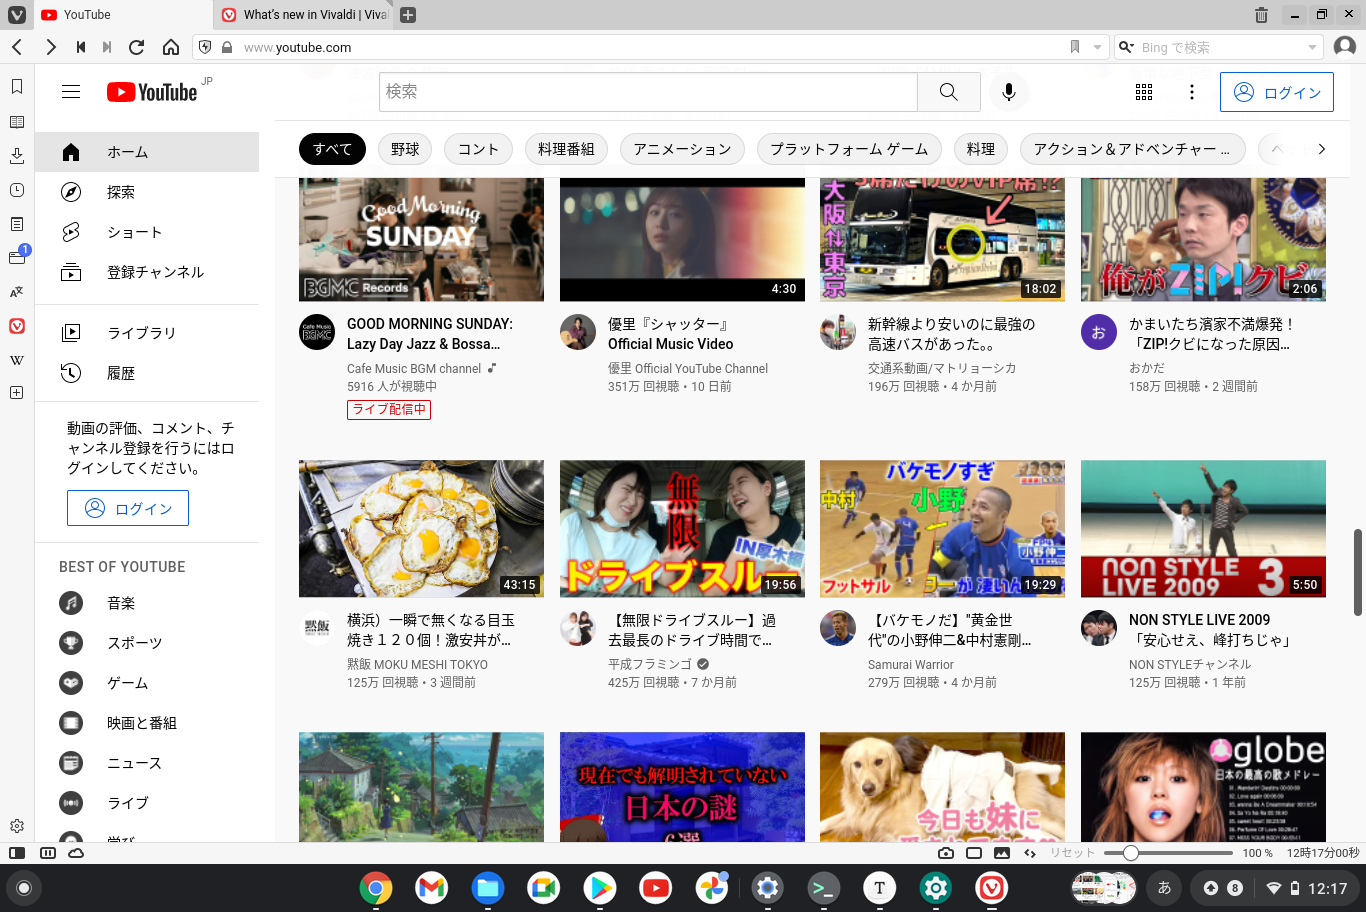 YouTube
What's new in Vivaldi | Viva
www.youtube.com
Bing で検索
YouTube JP
検索
ログイン
すべて
野球
コント
料理番組
アニメーション
プラットフォーム ゲーム
料理
アクション＆アドベンチャー ...
ホーム
探索
ショート
登録チャンネル
ライブラリ
履歴
動画の評価、コメント、チ
ャンネル登録を行うにはロ
グインしてください。
ログイン
BEST OF YOUTUBE
音楽
スポーツ
ゲーム
映画と番組
ニュース
ライブ
学び
Good Morning
SUNDAY
BGMC Records
GOOD MORNING SUNDAY:
Lazy Day Jazz & Bossa…
Cafe Music BGM channel
5916 人が視聴中
ライブ配信中
4:30
優里『シャッター』
Official Music Video
優里 Official YouTube Channel
351万 回視聴・10 日前
3席だけのVIP席!?
大阪⇅東京
18:02
新幹線より安いのに最強の
高速バスがあった。。
交通系動画/マトリョーシカ
196万 回視聴・4 か月前
俺がZIP!クビ
2:06
お
かまいたち濱家不満爆発！
「ZIP!クビになった原因…
おかだ
158万 回視聴・2 週間前
43:15
黙飯
横浜）一瞬で無くなる目玉
焼き１２０個！激安丼が…
黙飯 MOKU MESHI TOKYO
125万 回視聴・3 週間前
無限
IN厚木編
ドライブスルー
19:56
【無限ドライブスルー】過
去最長のドライブ時間で…
平成フラミンゴ
425万 回視聴・7 か月前
バケモノすぎ
中村
小野
小野伸二
フットサル
19:29
【バケモノだ】"黄金世
代"の小野伸二&中村憲剛…
Samurai Warrior
279万 回視聴・4 か月前
NON STYLE
LIVE 2009 3
5:50
NON STYLE LIVE 2009
「安心せえ、峰打ちじゃ」
NON STYLEチャンネル
125万 回視聴・1 年前
現在でも解明されていない
日本の謎
6選
今日も妹に
globe
日本の最高の歌メドレー
リセット
100 %
12時17分00秒
あ
8
12:17